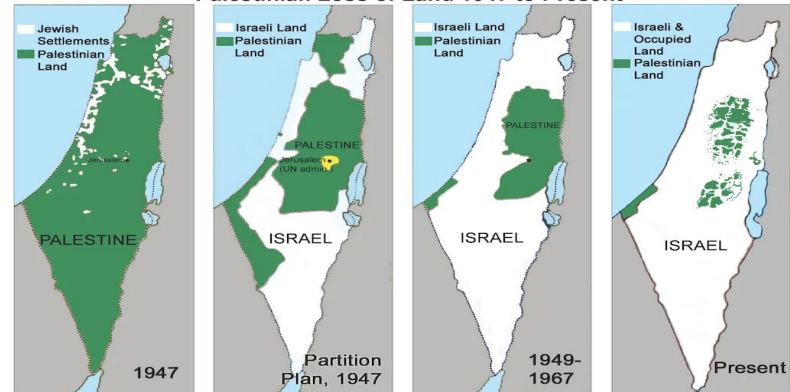 Jewish
Settlements
Palestinian
Land
Jerusalem
PALESTINE
1947
Israeli Land
Palestinian
Land
PALESTINE
Jerusalem
(UN admin)
ISRAEL
Partition
Plan, 1947
Israeli Land
Palestinian
Land
PALESTINE
ISRAEL
1949-
1967
Israeli &
Occupied
Land
Palestinian
Land
ISRAEL
Present